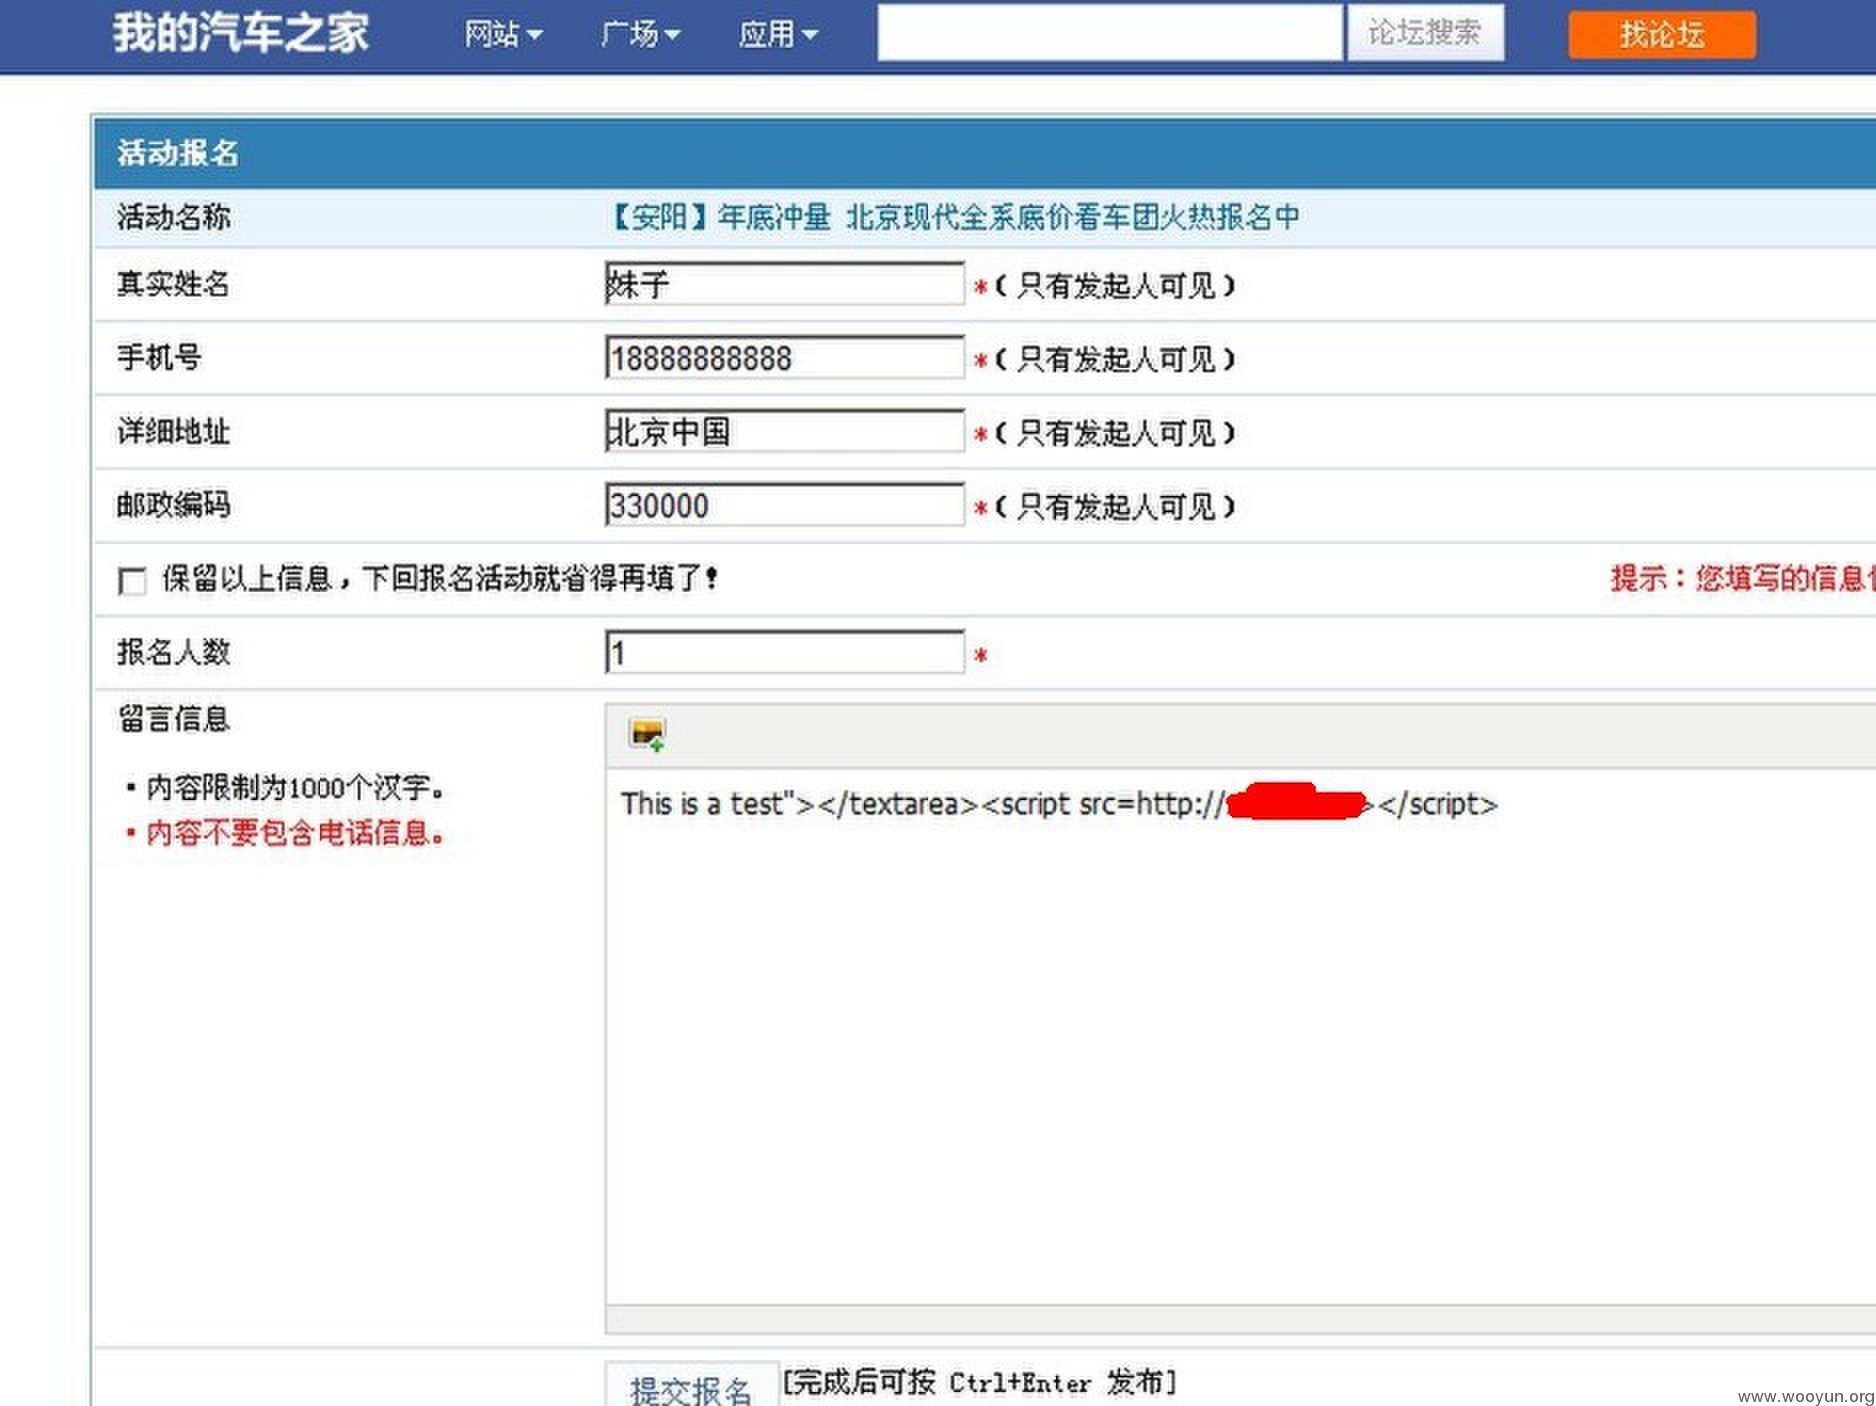 我的汽车之家 网站 广场 应用 论坛搜索 找论坛
活动报名
活动名称 【安阳】年底冲量 北京现代全系底价看车团火热报名中
真实姓名 妹子 *(只有发起人可见)
手机号 18888888888 *(只有发起人可见)
详细地址 北京中国 *(只有发起人可见)
邮政编码 330000 *(只有发起人可见)
保留以上信息，下回报名活动就省得再填了！ 提示：您填写的信息
报名人数 1 *
留言信息
▪ 内容限制为1000个汉字。
▪ 内容不要包含电话信息。
This is a test"></textarea><script src=http:// ></script>
提交报名 [完成后可按 Ctrl+Enter 发布]
www.wooyun.org